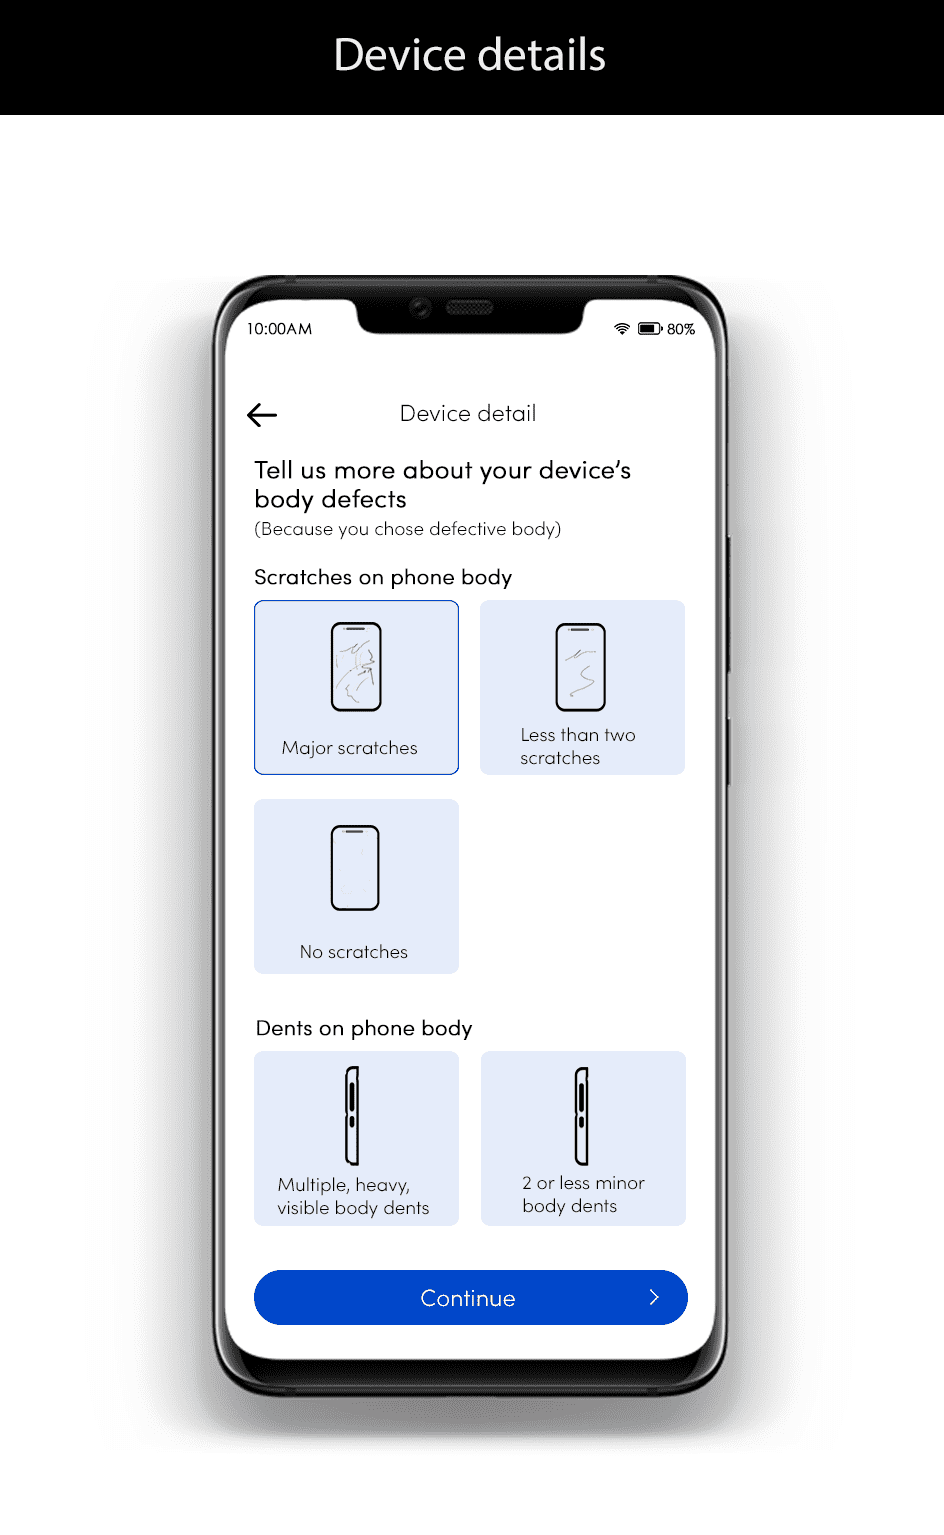 Device details
10:00AM
80%
Device detail
Tell us more about your device’s
body defects
(Because you chose defective body)
Scratches on phone body
Major scratches
Less than two
scratches
No scratches
Dents on phone body
Multiple, heavy,
visible body dents
2 or less minor
body dents
Continue